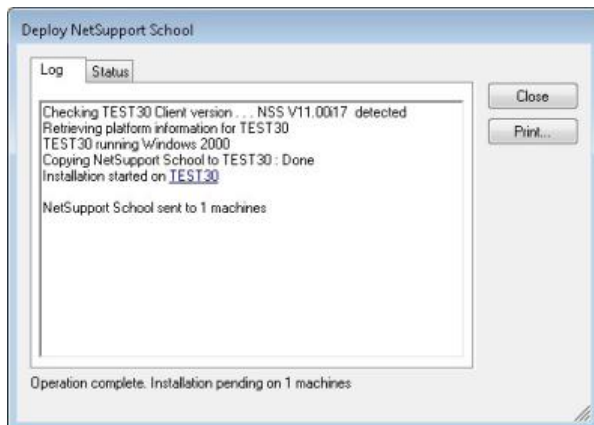 Deploy NetSupport School
Log
Status
Close
Print...
Checking TEST30 Client version . . . NSS V11.00i17 detected
Retrieving platform information for TEST30
TEST30 running Windows 2000
Copying NetSupport School to TEST30 : Done
Installation started on TEST30
NetSupport School sent to 1 machines
Operation complete. Installation pending on 1 machines